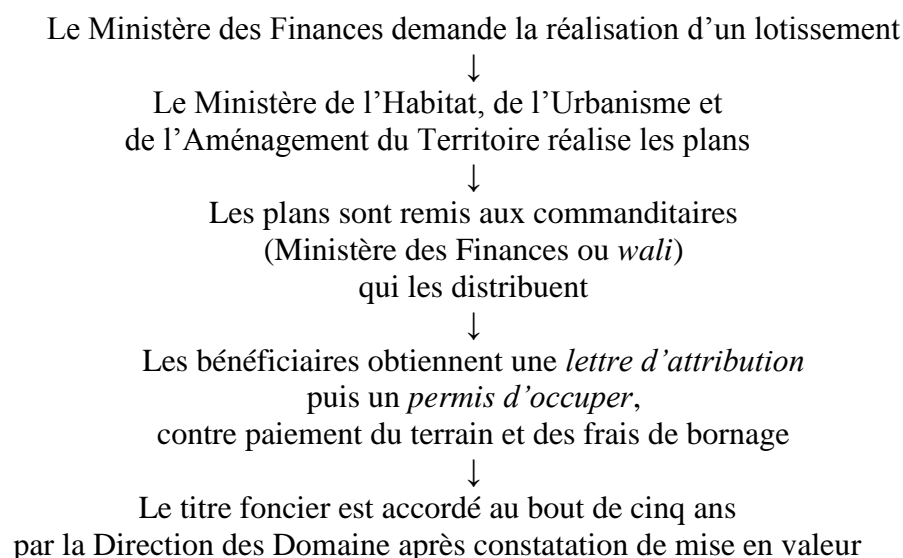 Le Ministère des Finances demande la réalisation d’un lotissement
↓
Le Ministère de l’Habitat, de l’Urbanisme et
de l’Aménagement du Territoire réalise les plans
↓
Les plans sont remis aux commanditaires
(Ministère des Finances ou wali)
qui les distribuent
↓
Les bénéficiaires obtiennent une lettre d’attribution
puis un permis d’occuper,
contre paiement du terrain et des frais de bornage
↓
Le titre foncier est accordé au bout de cinq ans
par la Direction des Domaine après constatation de mise en valeur